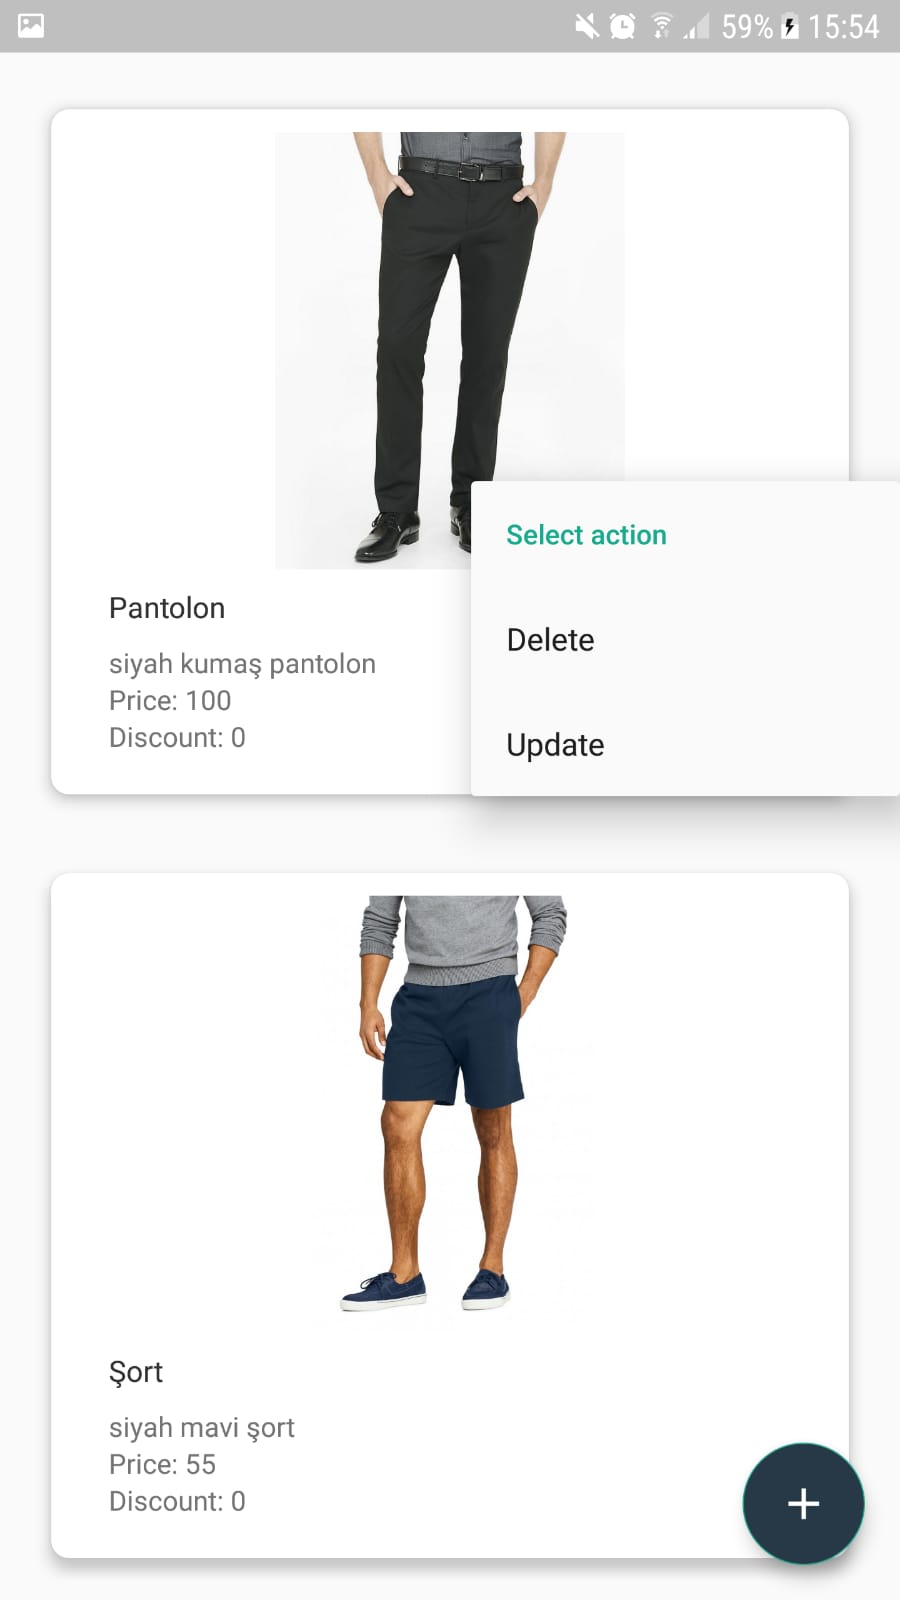 59% 15:54
Select action
Delete
Update
Pantolon
siyah kumaş pantolon
Price: 100
Discount: 0
Şort
siyah mavi şort
Price: 55
Discount: 0
+